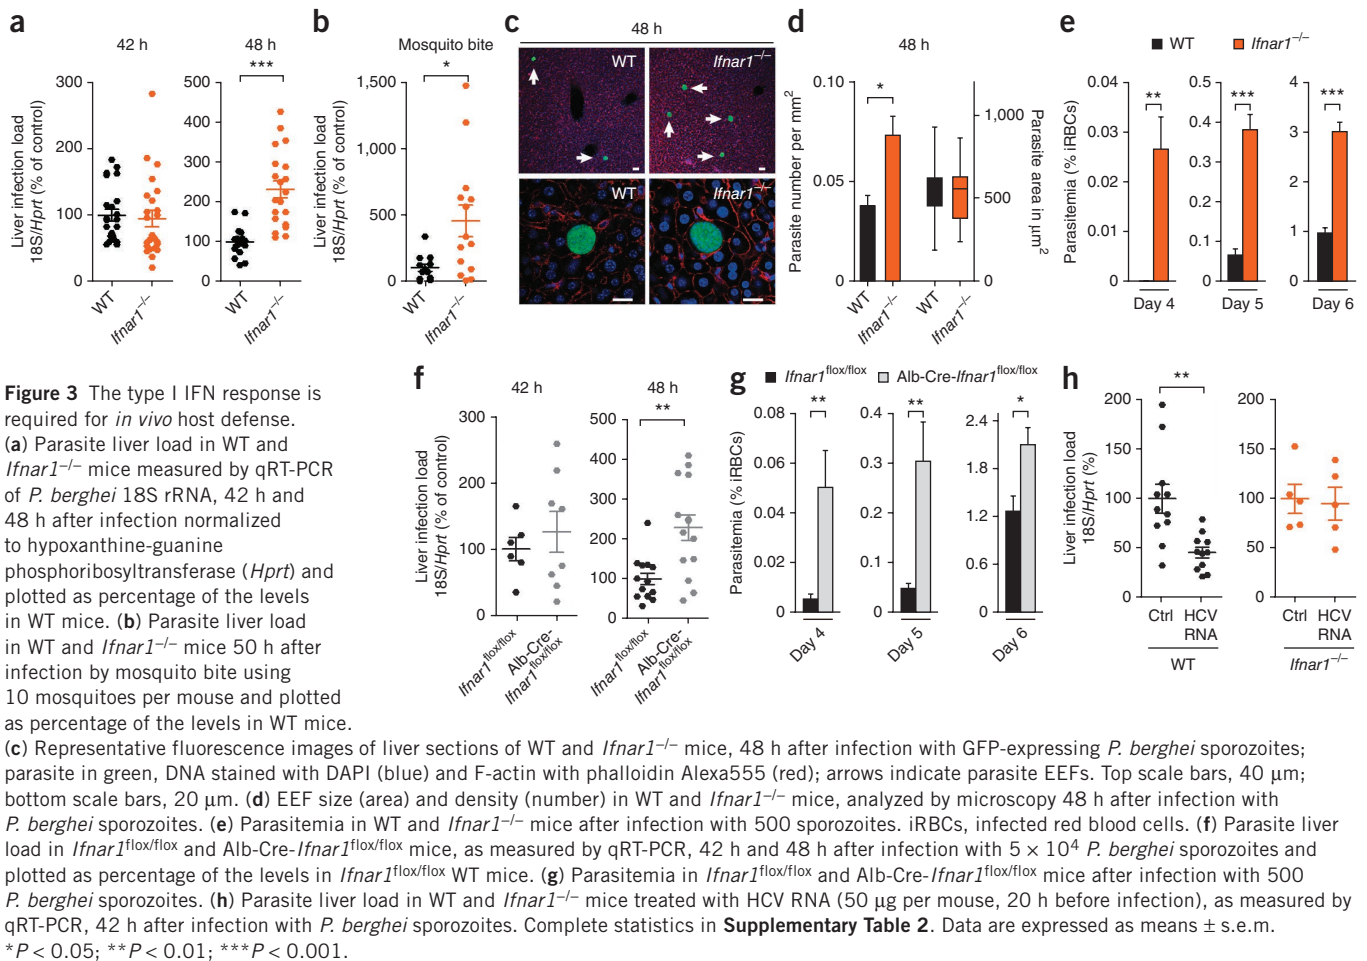 a
42 h
48 h
Liver infection load
18S/Hprt (% of control)
300
200
100
0
500
400
300
200
100
0
***
WT
Ifnar1–/–
WT
Ifnar1–/–
b
Mosquito bite
Liver infection load
18S/Hprt (% of control)
1,500
1,000
500
0
*
WT
Ifnar1–/–
c
48 h
WT
Ifnar1–/–
WT
Ifnar1–/–
d
48 h
Parasite number per mm2
0.10
0.05
0
*
1,000
500
0
Parasite area in μm2
WT
Ifnar1–/–
WT
Ifnar1–/–
e
WT
Ifnar1–/–
Parasitemia (% iRBCs)
0.04
0.03
0.02
0.01
0
**
Day 4
0.5
0.4
0.3
0.2
0.1
0
***
Day 5
4
3
2
1
0
***
Day 6
f
42 h
48 h
Liver infection load
18S/Hprt (% of control)
300
200
100
0
500
400
300
200
100
0
**
Ifnar1flox/flox
Alb-Cre-
Ifnar1flox/flox
Ifnar1flox/flox
Alb-Cre-
Ifnar1flox/flox
g
Ifnar1flox/flox
Alb-Cre-Ifnar1flox/flox
Parasitemia (% iRBCs)
0.08
0.06
0.04
0.02
0
**
Day 4
0.4
0.3
0.2
0.1
0
**
Day 5
2.4
1.8
1.2
0.6
0
*
Day 6
h
Liver infection load
18S/Hprt (%)
200
150
100
50
0
**
Ctrl
HCV
RNA
WT
200
150
100
50
0
Ctrl
HCV
RNA
Ifnar1–/–
Figure 3 The type I IFN response is
required for in vivo host defense.
(a) Parasite liver load in WT and
Ifnar1–/– mice measured by qRT-PCR
of P. berghei 18S rRNA, 42 h and
48 h after infection normalized
to hypoxanthine-guanine
phosphoribosyltransferase (Hprt) and
plotted as percentage of the levels
in WT mice. (b) Parasite liver load
in WT and Ifnar1–/– mice 50 h after
infection by mosquito bite using
10 mosquitoes per mouse and plotted
as percentage of the levels in WT mice.
(c) Representative fluorescence images of liver sections of WT and Ifnar1–/– mice, 48 h after infection with GFP-expressing P. berghei sporozoites;
parasite in green, DNA stained with DAPI (blue) and F-actin with phalloidin Alexa555 (red); arrows indicate parasite EEFs. Top scale bars, 40 μm;
bottom scale bars, 20 μm. (d) EEF size (area) and density (number) in WT and Ifnar1–/– mice, analyzed by microscopy 48 h after infection with
P. berghei sporozoites. (e) Parasitemia in WT and Ifnar1–/– mice after infection with 500 sporozoites. iRBCs, infected red blood cells. (f) Parasite liver
load in Ifnar1flox/flox and Alb-Cre-Ifnar1flox/flox mice, as measured by qRT-PCR, 42 h and 48 h after infection with 5 × 104 P. berghei sporozoites and
plotted as percentage of the levels in Ifnar1flox/flox WT mice. (g) Parasitemia in Ifnar1flox/flox and Alb-Cre-Ifnar1flox/flox mice after infection with 500
P. berghei sporozoites. (h) Parasite liver load in WT and Ifnar1–/– mice treated with HCV RNA (50 μg per mouse, 20 h before infection), as measured by
qRT-PCR, 42 h after infection with P. berghei sporozoites. Complete statistics in Supplementary Table 2. Data are expressed as means ± s.e.m.
*P < 0.05; **P < 0.01; ***P < 0.001.